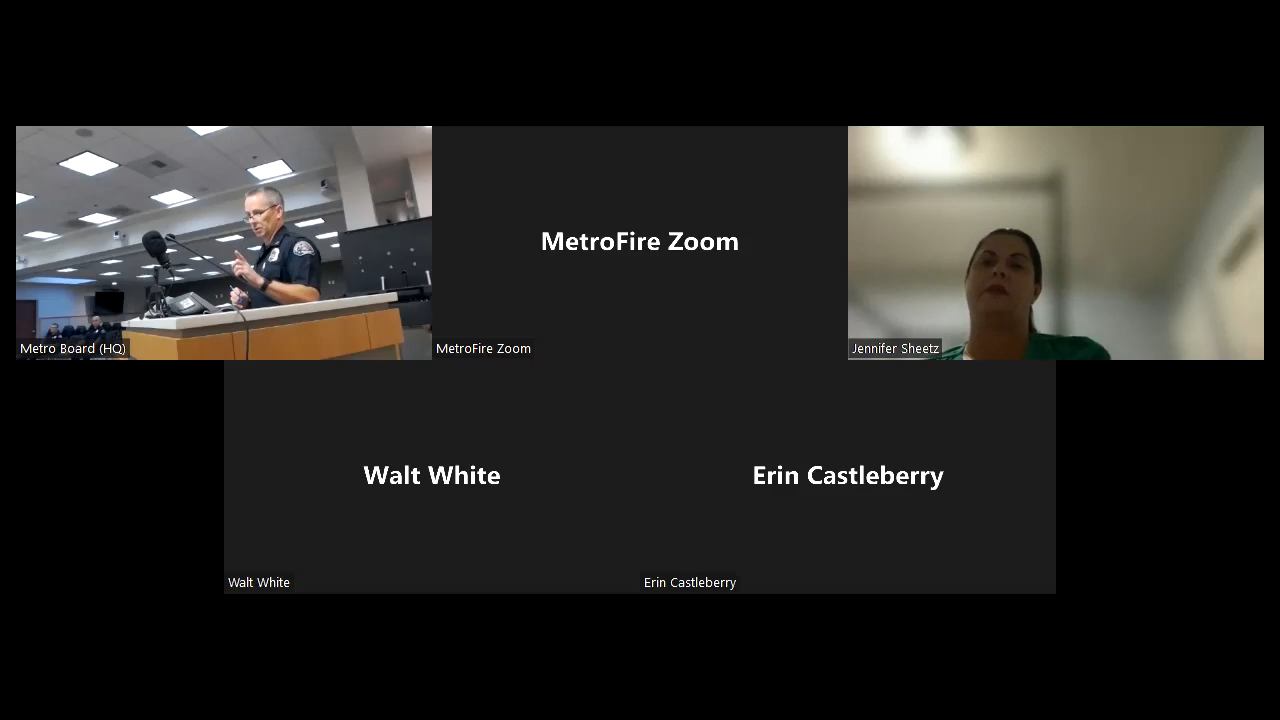 MetroFire Zoom
Metro Board (HQ)
MetroFire Zoom
Jennifer Sheetz
Walt White
Erin Castleberry
Walt White
Erin Castleberry